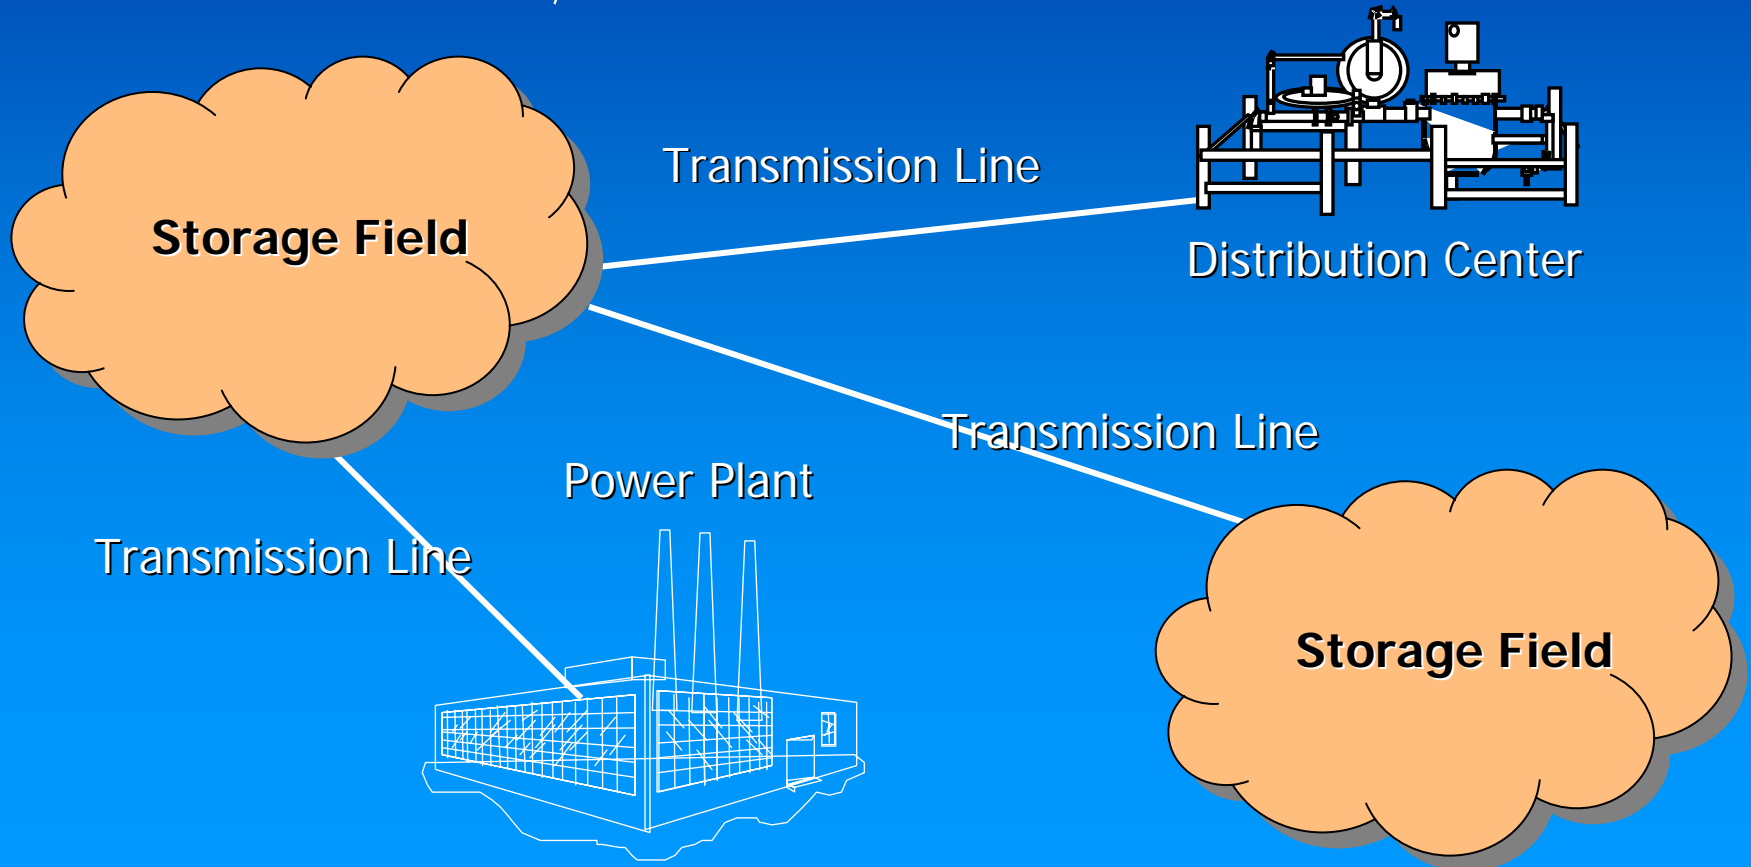 Transmission Line
Storage Field
Distribution Center
Transmission Line
Power Plant
Transmission Line
Storage Field